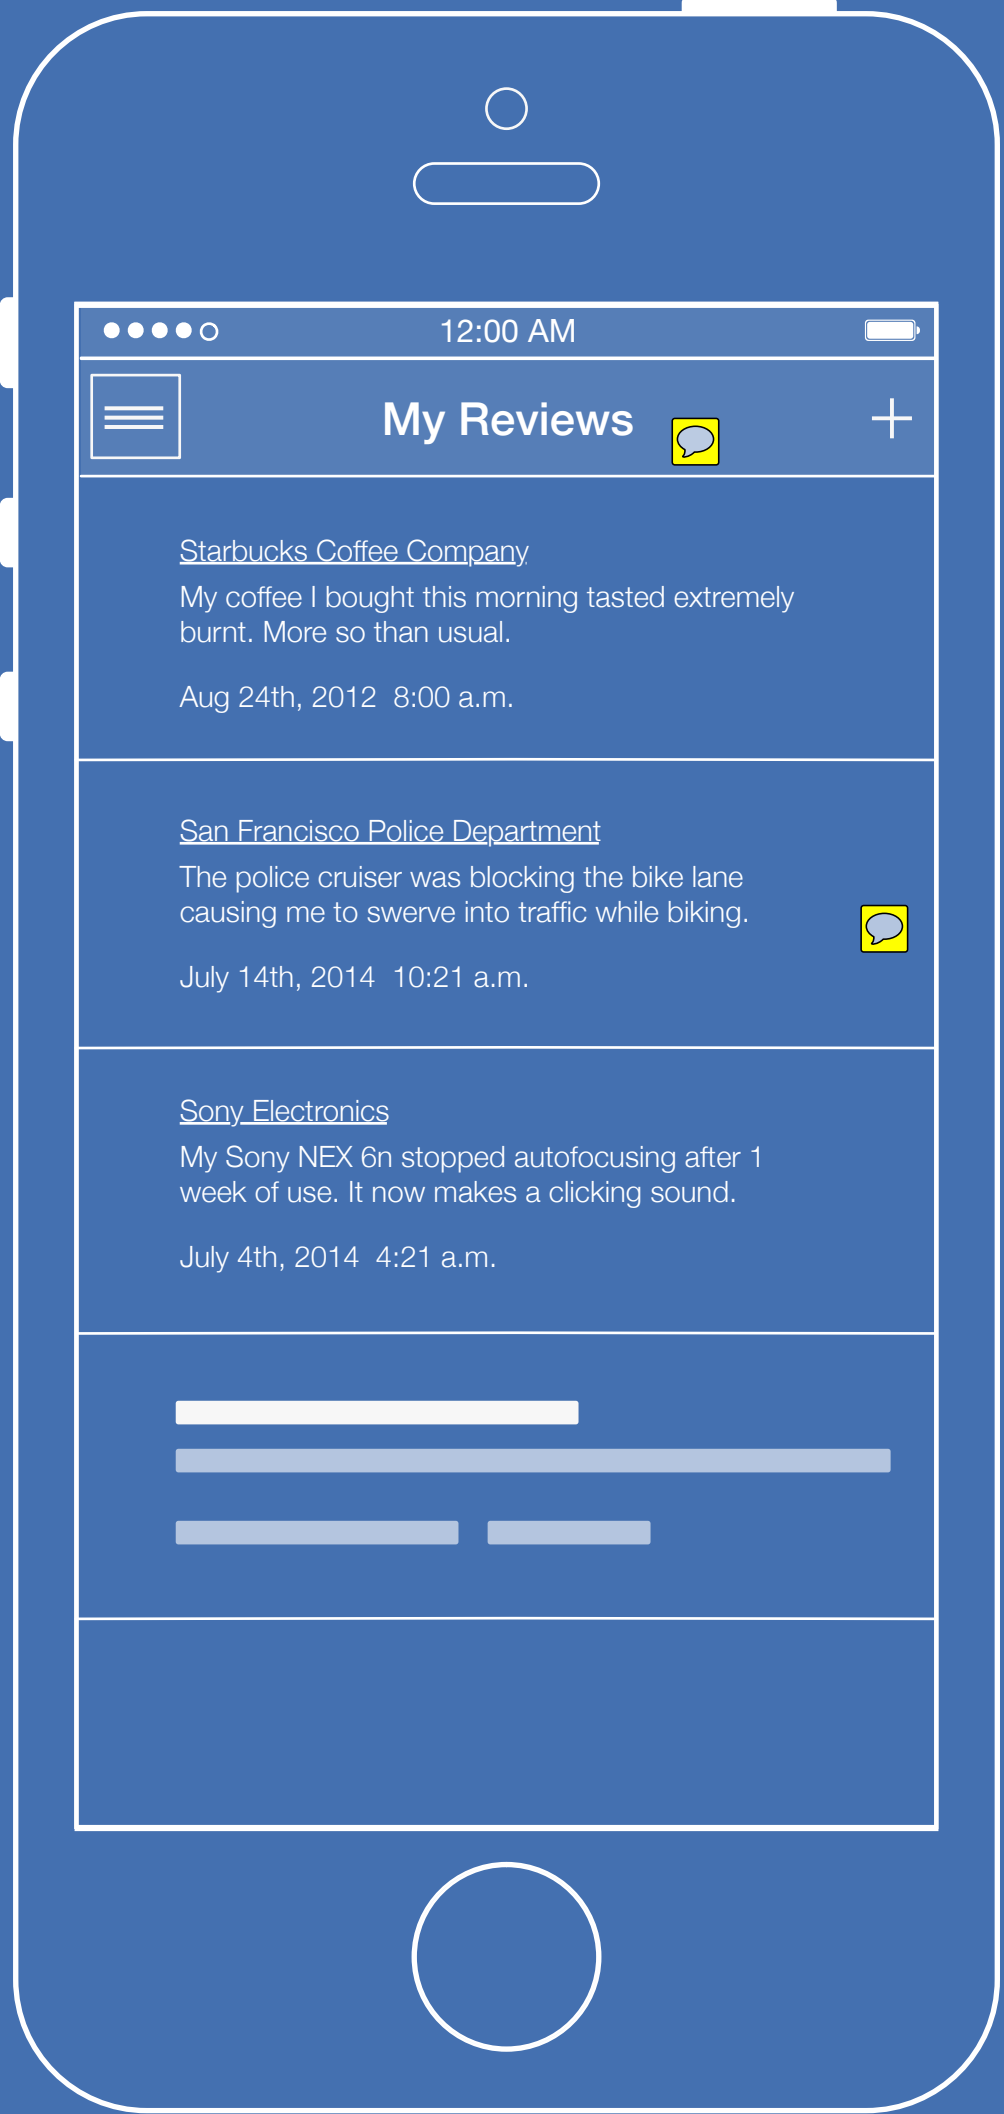 12:00 AM
My Reviews
Starbucks Coffee Company
My coffee I bought this morning tasted extremely
burnt. More so than usual.
Aug 24th, 2012  8:00 a.m.
San Francisco Police Department
The police cruiser was blocking the bike lane
causing me to swerve into traffic while biking.
July 14th, 2014  10:21 a.m.
Sony Electronics
My Sony NEX 6n stopped autofocusing after 1
week of use. It now makes a clicking sound.
July 4th, 2014  4:21 a.m.